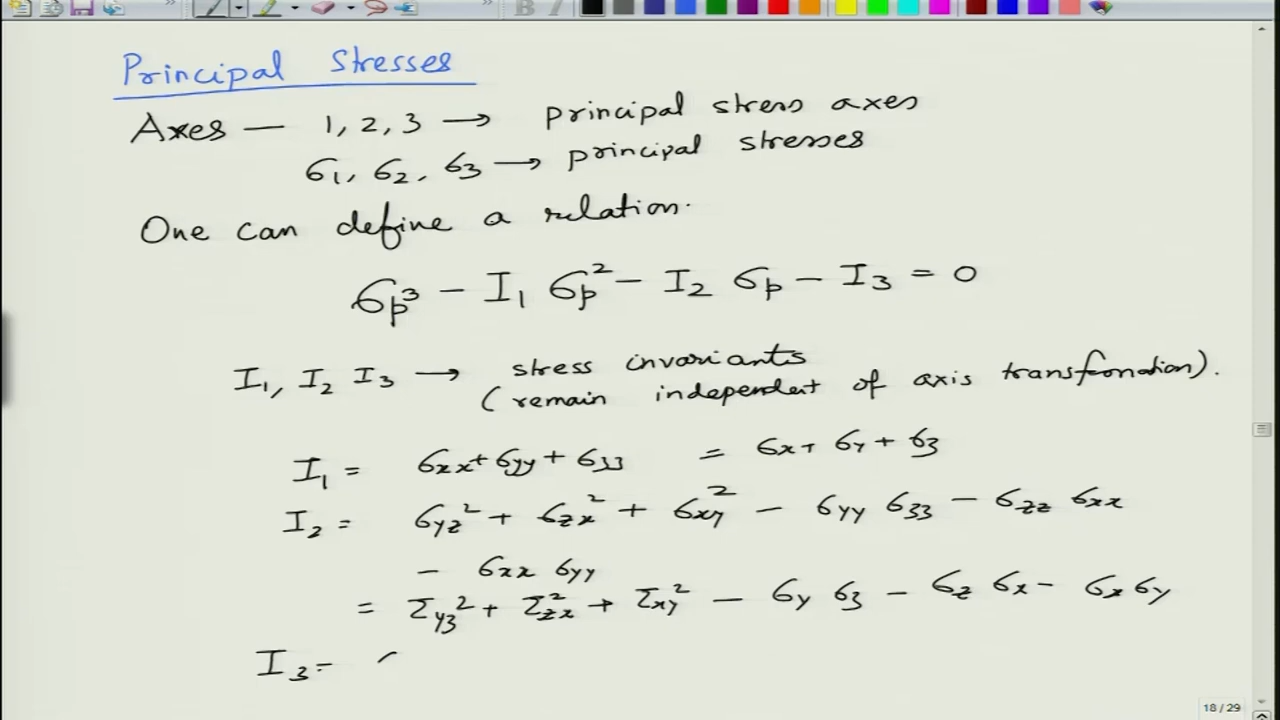 Principal Stresses
Axes — 1, 2, 3 → principal stress axes
σ1, σ2, σ3 → principal stresses
One can define a relation.
σp³ − I₁ σp² − I₂ σp − I₃ = 0
I₁, I₂ I₃ → stress invariants
(remain independent of axis transfromation).
I₁ = σxx + σyy + σzz = σx + σy + σz
I₂ = σyz² + σzx² + σxy² − σyy σzz − σzz σxx
− σxx σyy
= τyz² + τzx² + τxy² − σy σz − σz σx − σx σy
I₃ =
18 / 29